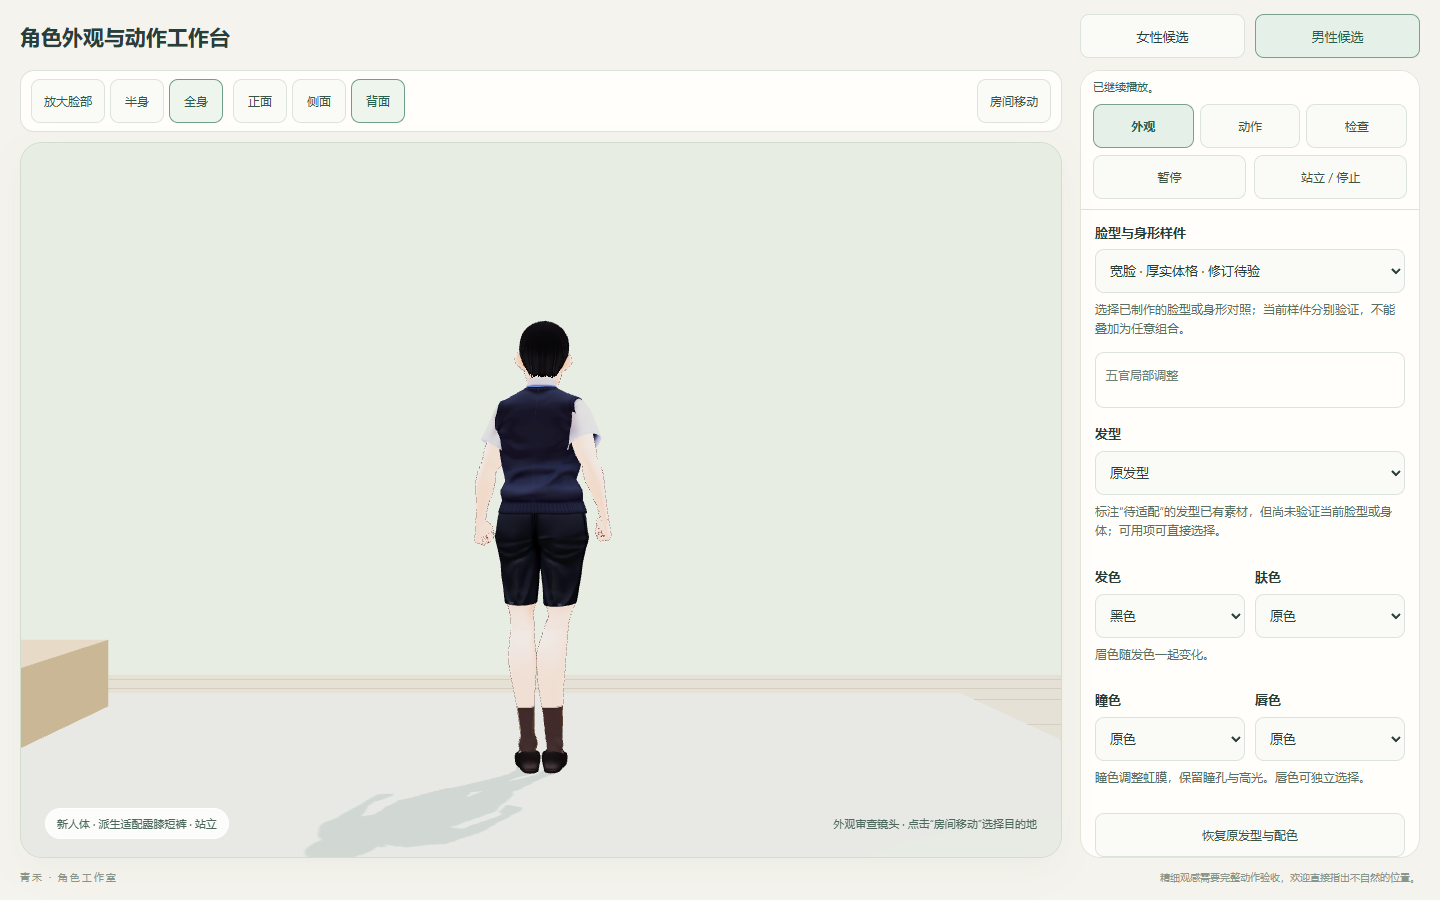 角色外观与动作工作台
女性候选
男性候选
放大脸部
半身
全身
正面
侧面
背面
房间移动
已继续播放。
外观
动作
检查
暂停
站立 / 停止
脸型与身形样件
宽脸 · 厚实体格 · 修订待验
选择已制作的脸型或身形对照；当前样件分别验证，不能
叠加为任意组合。
五官局部调整
发型
原发型
标注“待适配”的发型已有素材，但尚未验证当前脸型或身
体；可用项可直接选择。
发色
肤色
黑色
原色
眉色随发色一起变化。
瞳色
唇色
原色
原色
瞳色调整虹膜，保留瞳孔与高光。唇色可独立选择。
恢复原发型与配色
新人体 · 派生适配露膝短裤 · 站立
外观审查镜头 · 点击“房间移动”选择目的地
青禾 · 角色工作室
精细观感需要完整动作验收，欢迎直接指出不自然的位置。